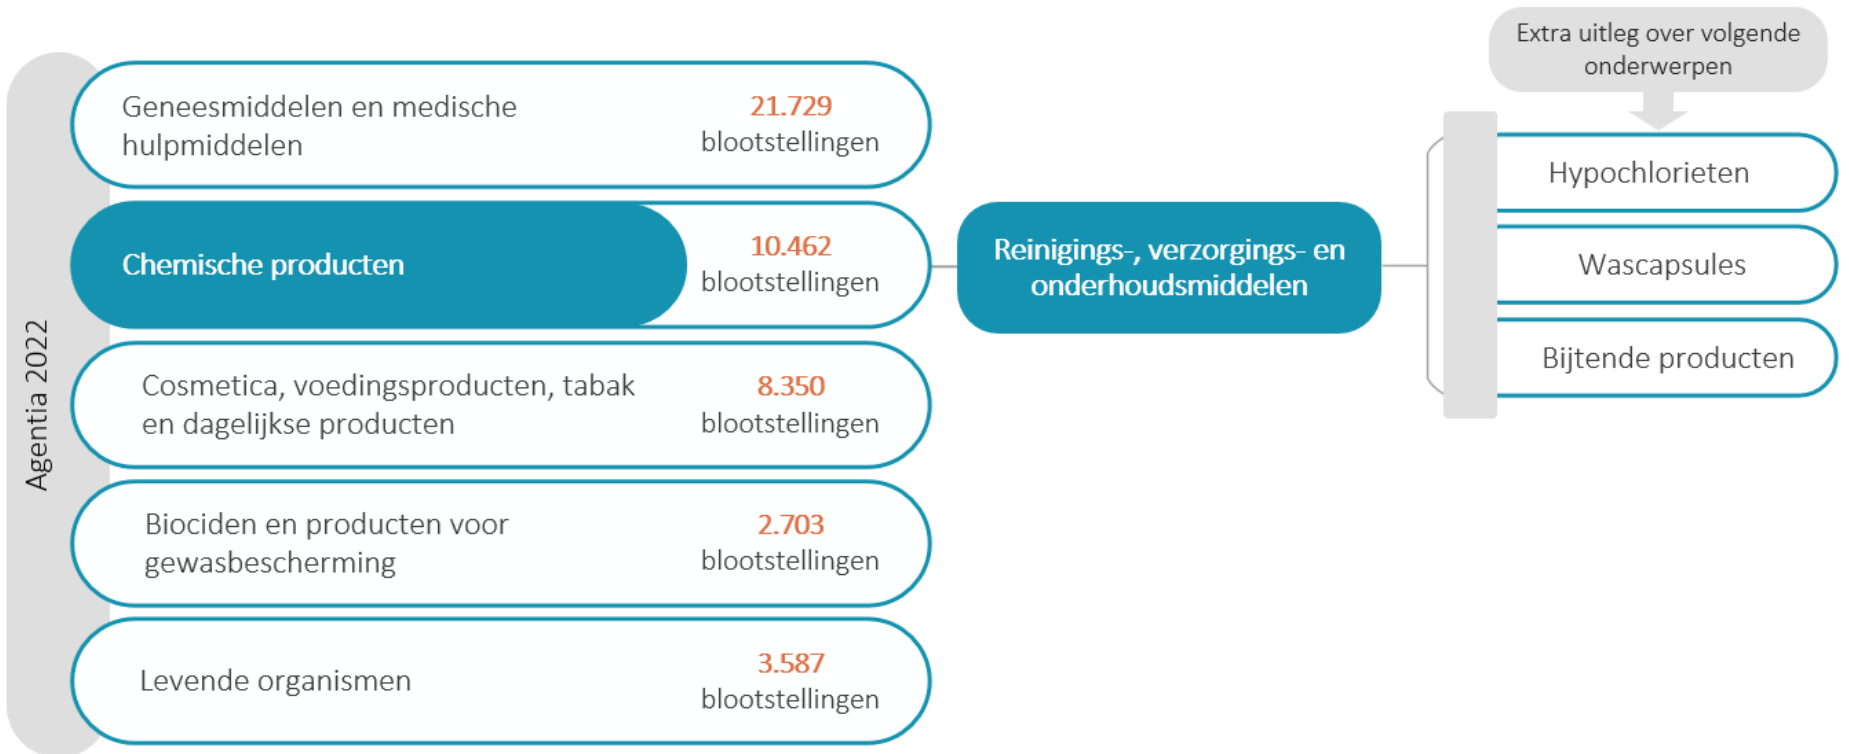 Extra uitleg over volgende
onderwerpen
Agentia 2022
Geneesmiddelen en medische
hulpmiddelen
21.729
blootstellingen
Chemische producten
10.462
blootstellingen
Reinigings-, verzorgings- en
onderhoudsmiddelen
Hypochlorieten
Wascapsules
Bijtende producten
Cosmetica, voedingsproducten, tabak
en dagelijkse producten
8.350
blootstellingen
Biociden en producten voor
gewasbescherming
2.703
blootstellingen
Levende organismen
3.587
blootstellingen